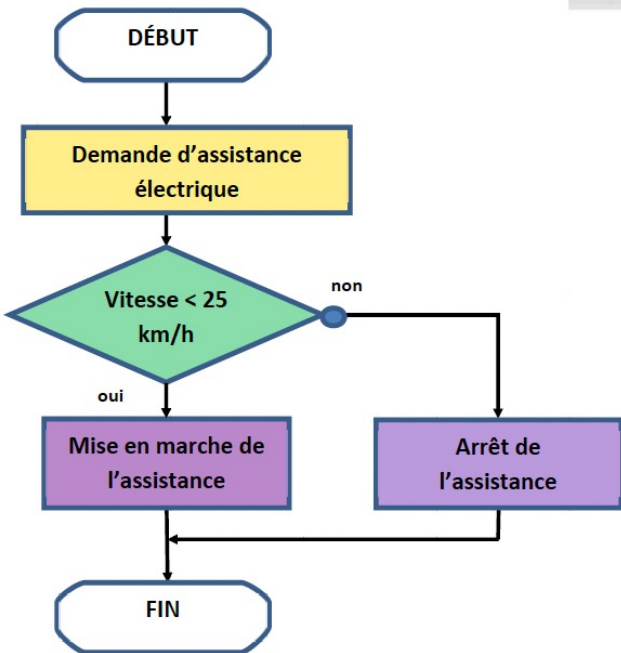 DÉBUT
Demande d’assistance
électrique
Vitesse < 25
km/h
non
oui
Mise en marche de
l’assistance
Arrêt de
l’assistance
FIN